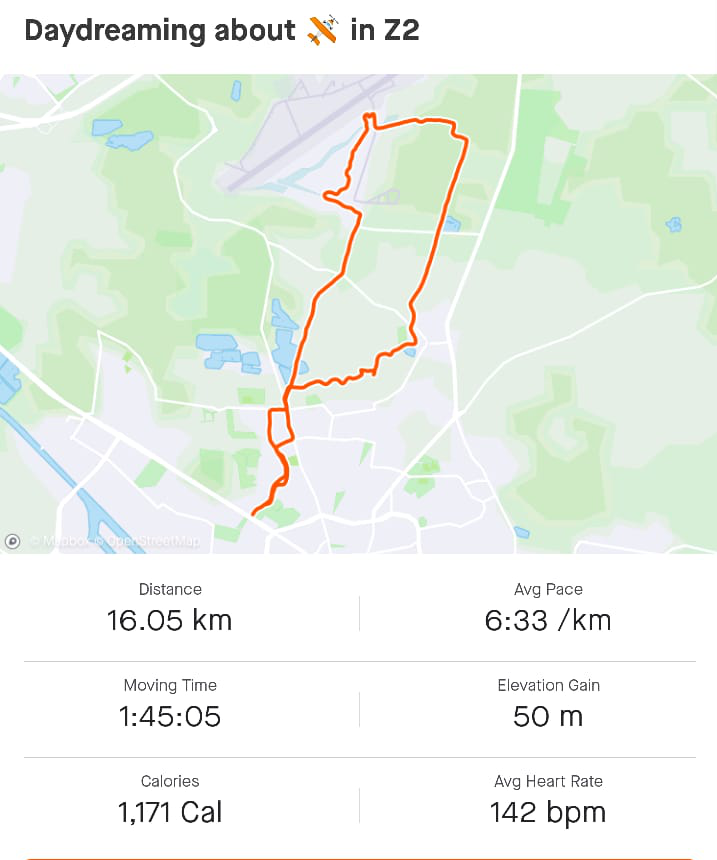 Daydreaming about 🛩 in Z2
© Mapbox © OpenStreetMap
Distance
16.05 km
Avg Pace
6:33 /km
Moving Time
1:45:05
Elevation Gain
50 m
Calories
1,171 Cal
Avg Heart Rate
142 bpm